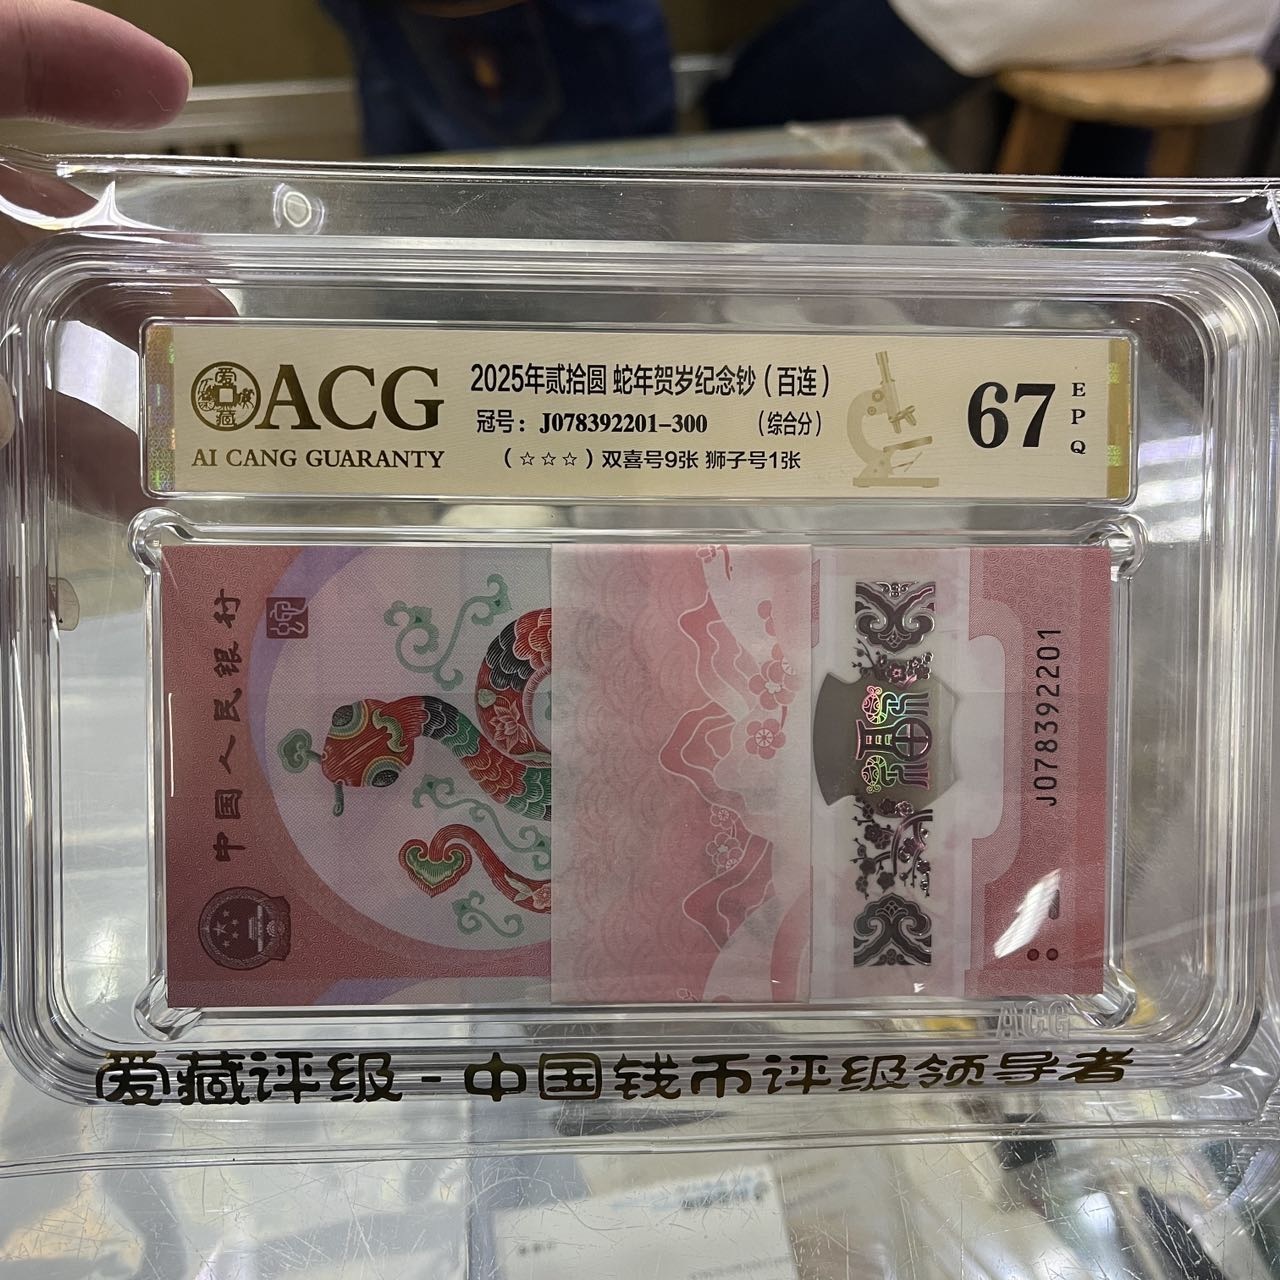 ACG
AI CANG GUARANTY
爱藏
2025年贰拾圆 蛇年贺岁纪念钞（百连）
冠号：J078392201-300 （综合分）
（☆☆☆）双喜号9张 狮子号1张
67
EPQ
中国人民银行
J078392201
ACG
爱藏评级-中国钱币评级领导者